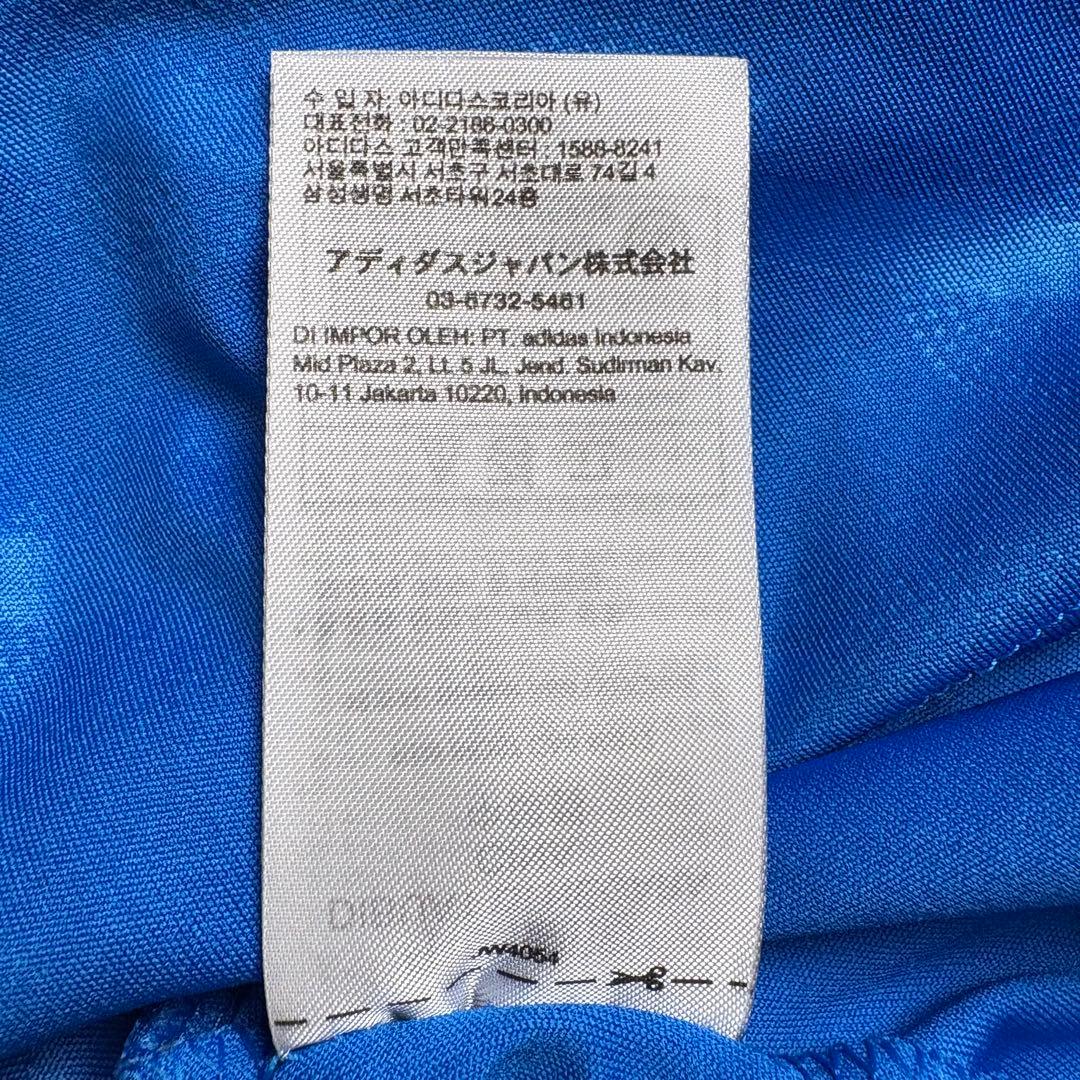 수 입 자: 아디다스코리아 (유)
대표전화 : 02-2186-0300
아디다스 고객만족센터 : 1588-8241
서울특별시 서초구 서초대로 74길 4
삼성생명 서초타워 24층
アディダスジャパン株式会社
03-6732-5461
DI IMPOR OLEH: PT. adidas Indonesia
Mid Plaza 2, Lt. 5 JL. Jend. Sudirman Kav.
10-11 Jakarta 10220, Indonesia